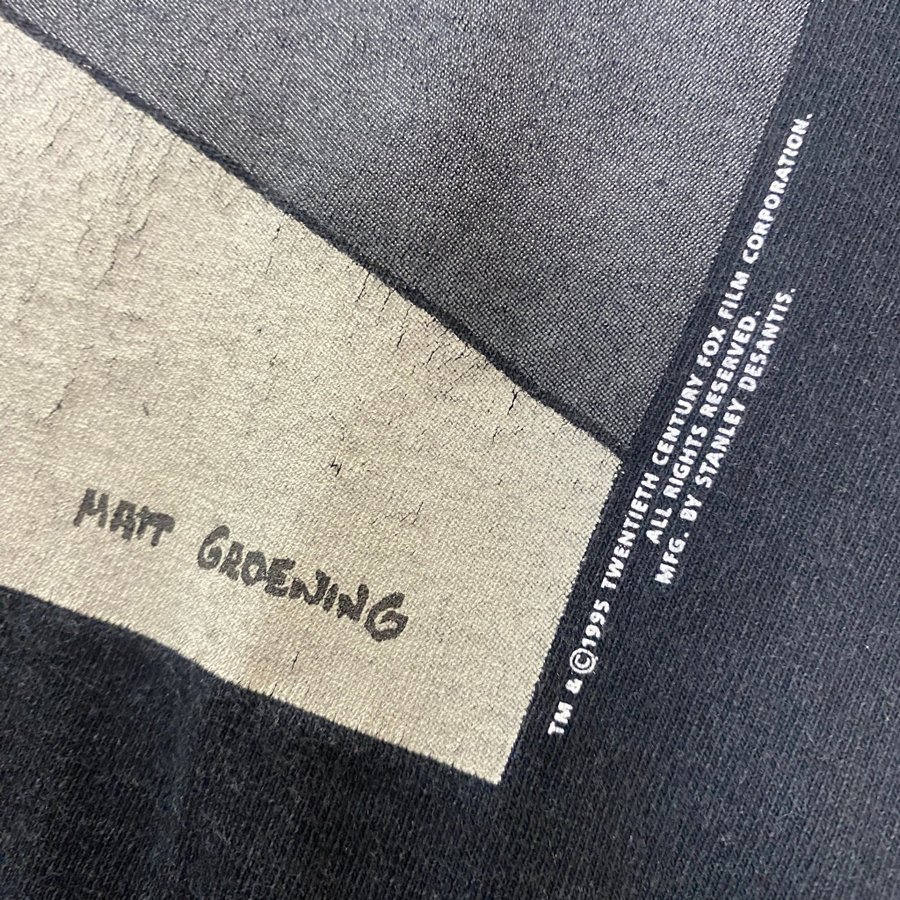 MATT GROENING
TM & ©1995 TWENTIETH CENTURY FOX FILM CORPORATION.
ALL RIGHTS RESERVED.
MFG. BY STANLEY DESANTIS.